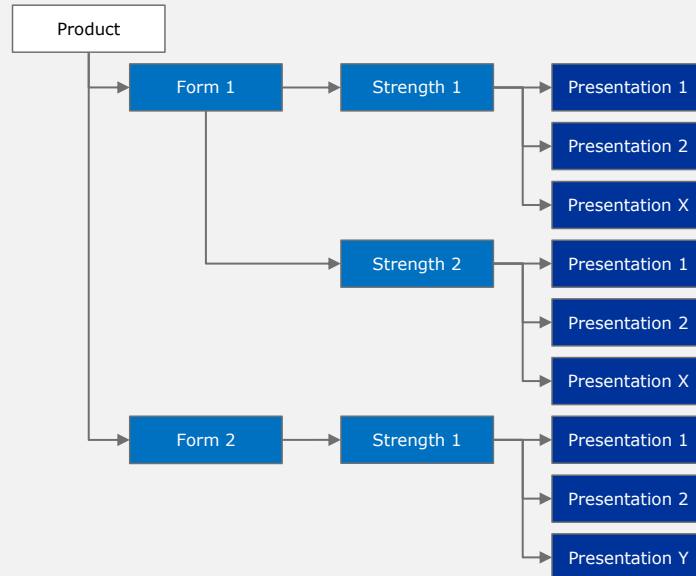 Product
Form 1
Strength 1
Presentation 1
Presentation 2
Presentation X
Strength 2
Presentation 1
Presentation 2
Presentation X
Form 2
Strength 1
Presentation 1
Presentation 2
Presentation Y